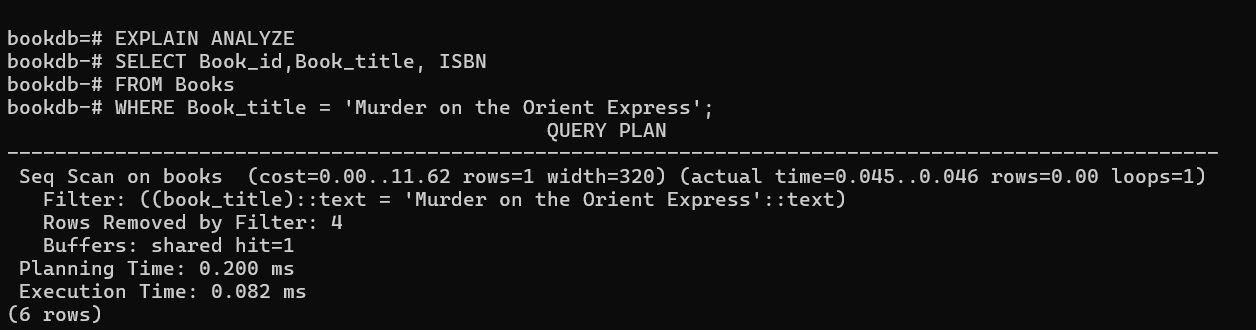 bookdb=# EXPLAIN ANALYZE
bookdb-# SELECT Book_id,Book_title, ISBN
bookdb-# FROM Books
bookdb-# WHERE Book_title = 'Murder on the Orient Express';
QUERY PLAN
-----------------------------------------------------------------------------------------------------
Seq Scan on books  (cost=0.00..11.62 rows=1 width=320) (actual time=0.045..0.046 rows=0.00 loops=1)
Filter: ((book_title)::text = 'Murder on the Orient Express'::text)
Rows Removed by Filter: 4
Buffers: shared hit=1
Planning Time: 0.200 ms
Execution Time: 0.082 ms
(6 rows)